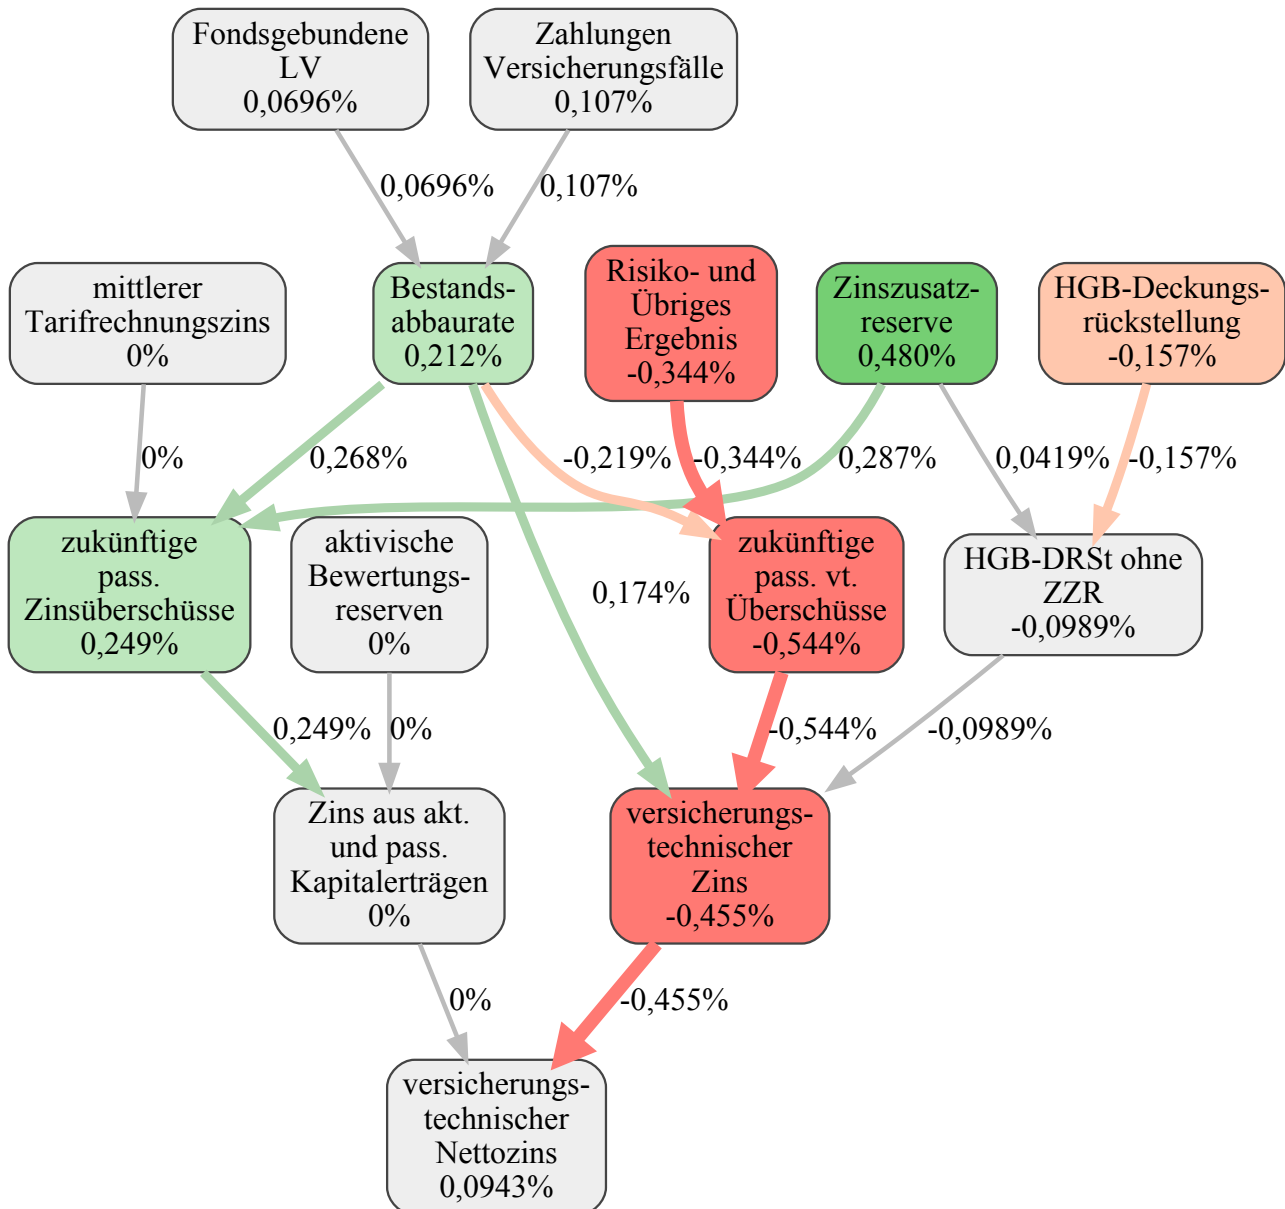 Fondsgebundene
LV
0,0696%
Zahlungen
Versicherungsfälle
0,107%
0,0696%
0,107%
mittlerer
Tarifrechnungszins
0%
Bestands-
abbaurate
0,212%
Risiko- und
Übriges
Ergebnis
-0,344%
Zinszusatz-
reserve
0,480%
HGB-Deckungs-
rückstellung
-0,157%
0%
0,268%
-0,219%
-0,344%
0,287%
0,0419%
-0,157%
zukünftige
pass.
Zinsüberschüsse
0,249%
aktivische
Bewertungs-
reserven
0%
0,174%
zukünftige
pass. vt.
Überschüsse
-0,544%
HGB-DRSt ohne
ZZR
-0,0989%
0,249%
0%
-0,544%
-0,0989%
Zins aus akt.
und pass.
Kapitalerträgen
0%
versicherungs-
technischer
Zins
-0,455%
0%
-0,455%
versicherungs-
technischer
Nettozins
0,0943%